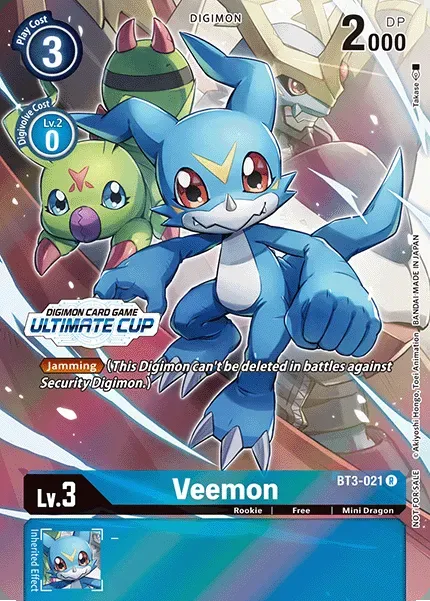 Play Cost
3
DIGIMON
DP
2000
Digivolve Cost
Lv.2
0
Takase
DIGIMON CARD GAME
ULTIMATE CUP
Jamming (This Digimon can't be deleted in battles against
Security Digimon.)
©Akiyoshi Hongo, Toei Animation BANDAI·MADE IN JAPAN
NOT FOR SALE
Lv.3
Veemon
BT3-021 R
Rookie | Free | Mini Dragon
Inherited Effect
–